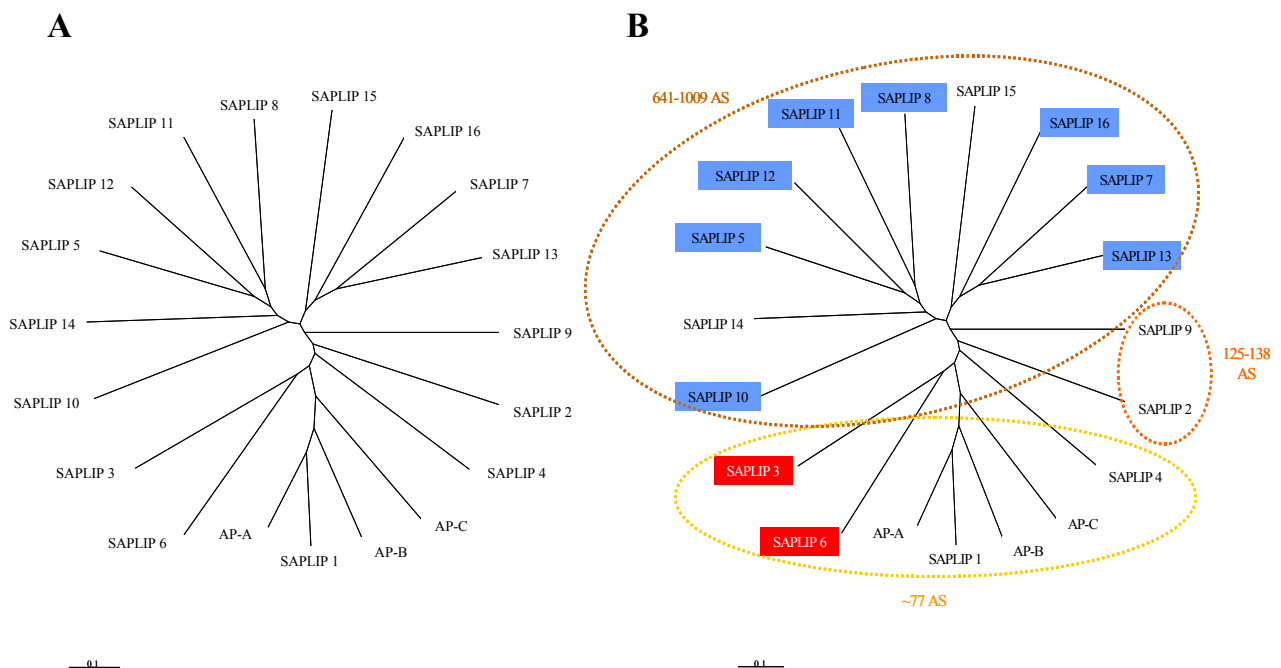 A
SAPLIP 15
SAPLIP 8
SAPLIP 11
SAPLIP 16
SAPLIP 12
SAPLIP 7
SAPLIP 5
SAPLIP 13
SAPLIP 14
SAPLIP 9
SAPLIP 10
SAPLIP 2
SAPLIP 3
SAPLIP 4
AP-C
AP-A
SAPLIP 6
AP-B
SAPLIP 1
0.1
B
641-1009 AS
SAPLIP 15
SAPLIP 8
SAPLIP 11
SAPLIP 16
SAPLIP 12
SAPLIP 7
SAPLIP 5
SAPLIP 13
SAPLIP 14
SAPLIP 9
125-138
AS
SAPLIP 10
SAPLIP 2
SAPLIP 3
SAPLIP 4
AP-C
AP-A
SAPLIP 6
AP-B
SAPLIP 1
~77 AS
0.1